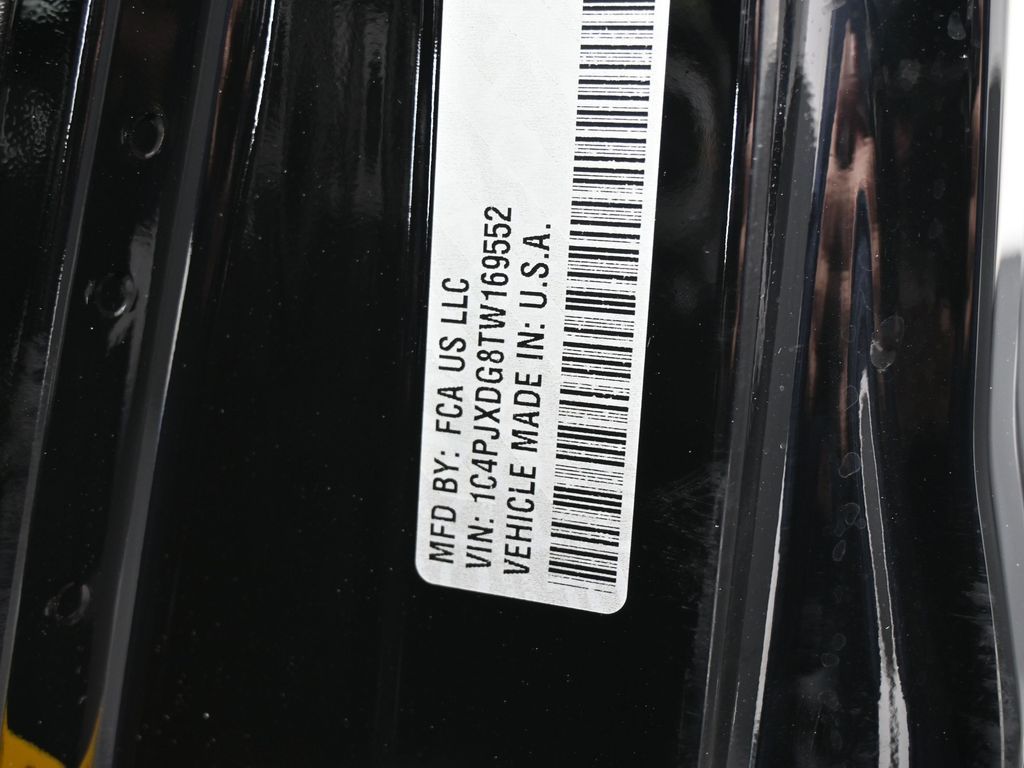 MFD BY: FCA US LLC
VIN: 1C4PJXDG8TW169552
VEHICLE MADE IN: U.S.A.